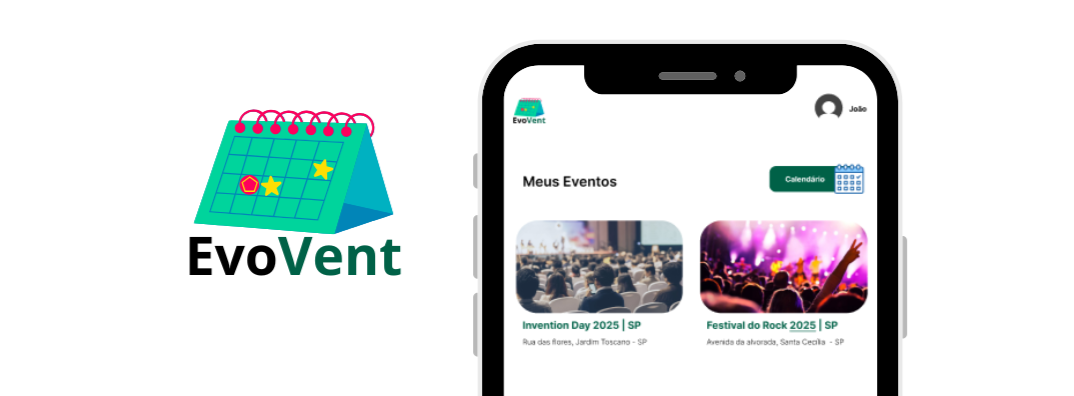 EvoVent
EvoVent
João
Meus Eventos
Calendário
Invention Day 2025 | SP
Rua das flores, Jardim Toscano - SP
Festival do Rock 2025 | SP
Avenida da alvorada, Santa Cecília - SP